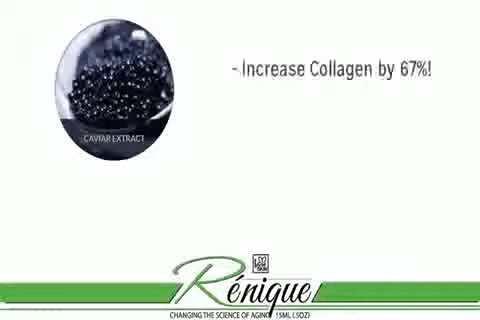 - Increase Collagen by 67%!
CAVIAR EXTRACT
Rénique
CHANGING THE SCIENCE OF AGING 15ML (.5OZ)